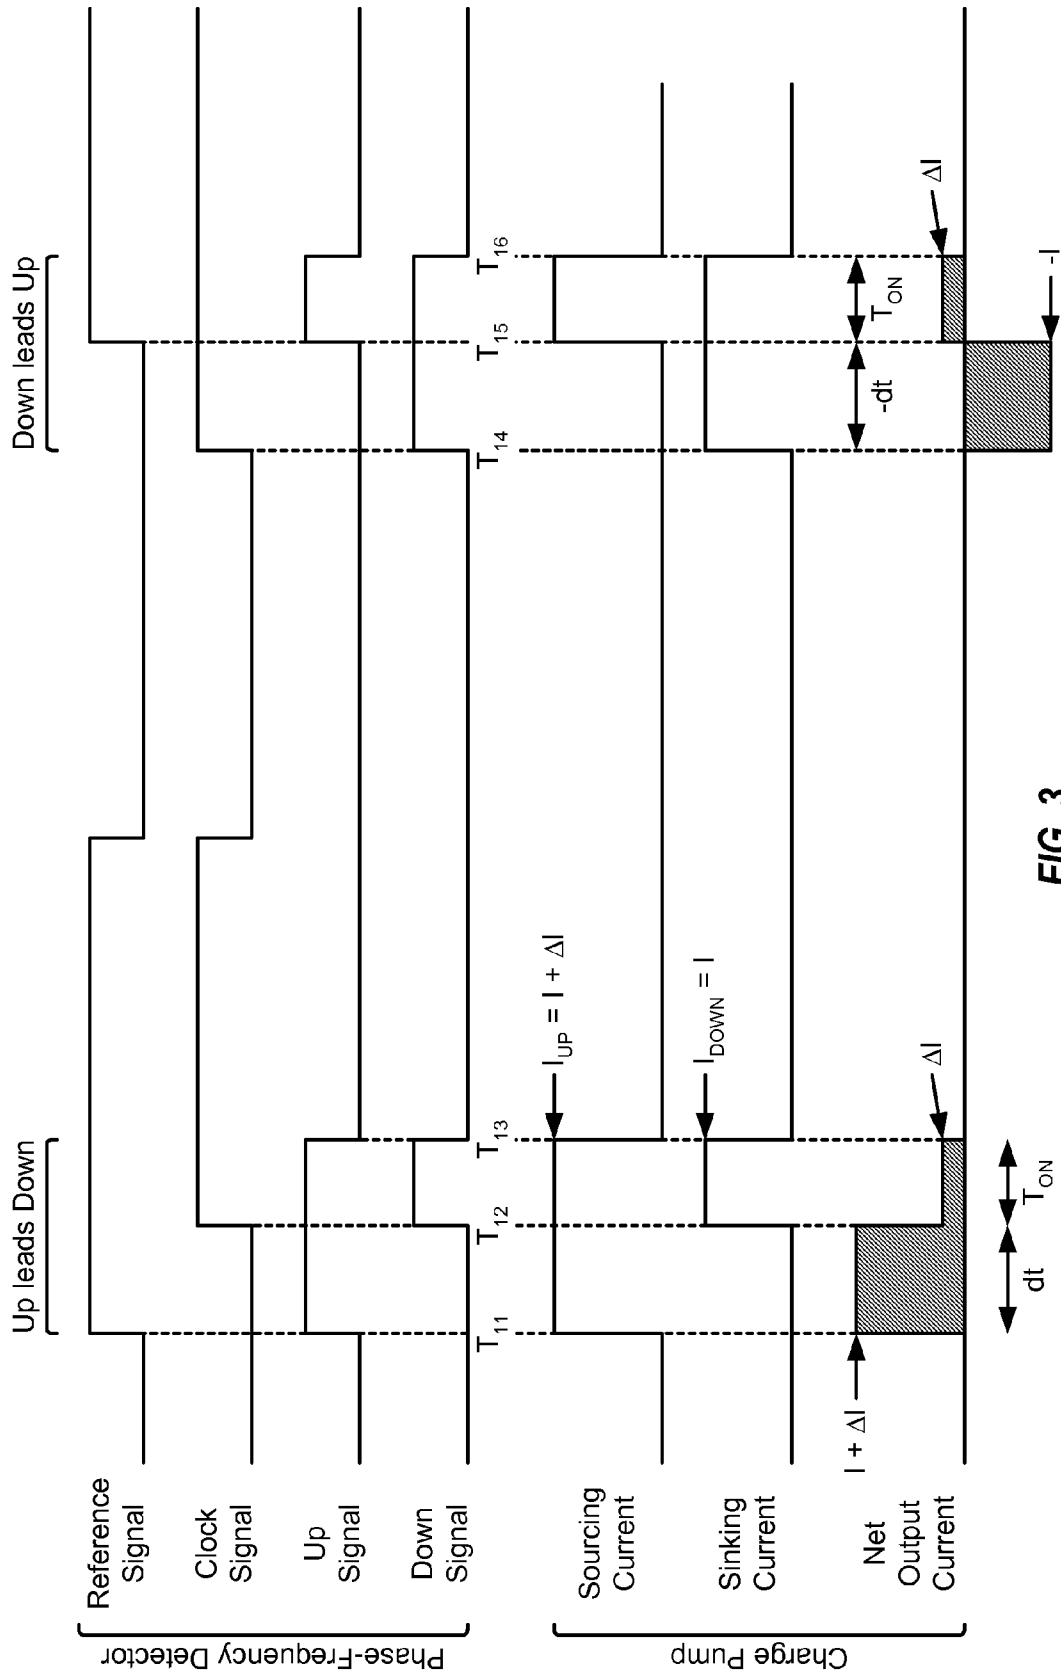 Up leads Down
Down leads Up
Phase-Frequency Detector
Reference
Signal
Clock
Signal
Up
Signal
Down
Signal
T11
T12
T13
T14
T15
T16
Charge Pump
Sourcing
Current
IUP = I + ΔI
Sinking
Current
IDOWN = I
Net
Output
Current
I + ΔI
ΔI
-dt
TON
ΔI
dt
TON
-I
FIG. 3